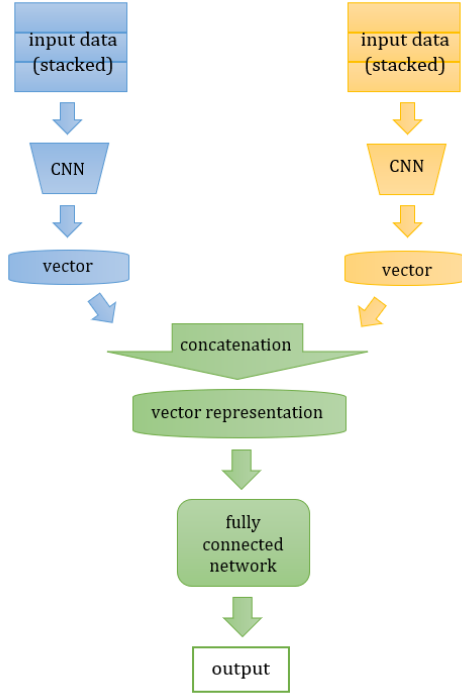 input data
(stacked)
CNN
vector
input data
(stacked)
CNN
vector
concatenation
vector representation
fully
connected
network
output